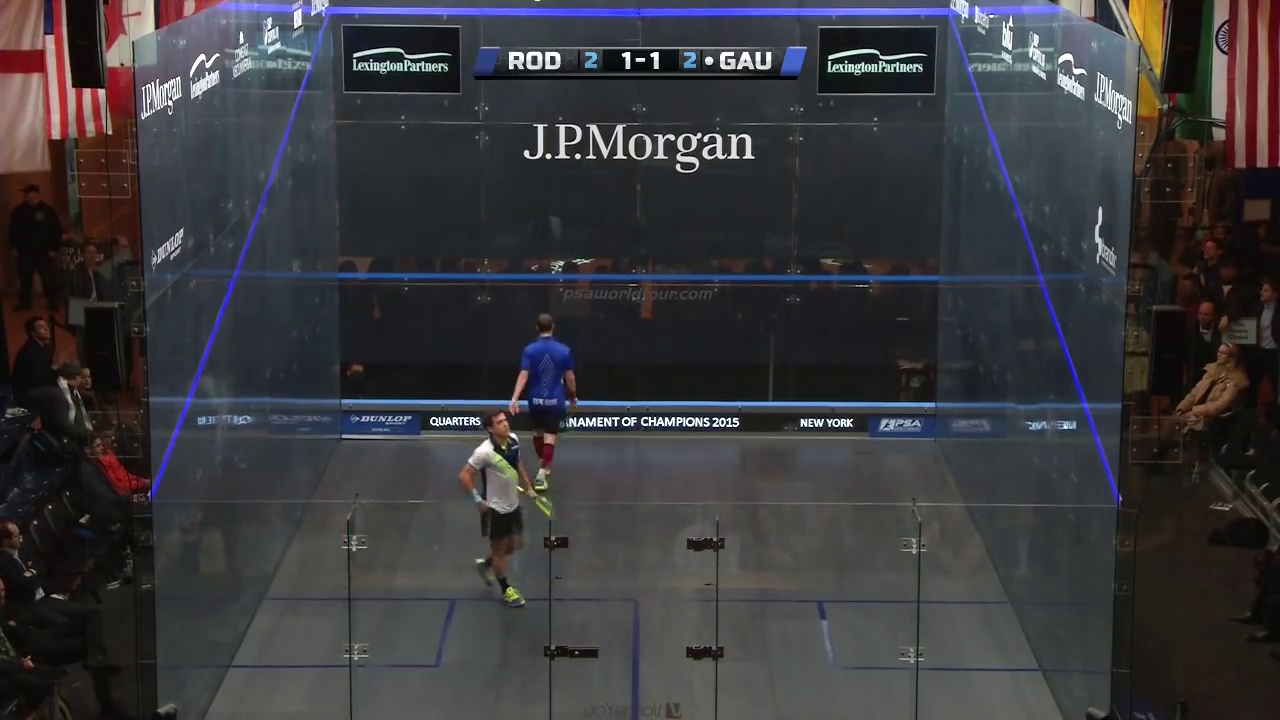 LexingtonPartners
ROD 2 1-1 2 • GAU
LexingtonPartners
J.P.Morgan
J.P.Morgan
J.P.Morgan
DUNLOP
psaworldtour.com
DUNLOP
QUARTERS
NAMENT OF CHAMPIONS 2015
NEW YORK
PSA